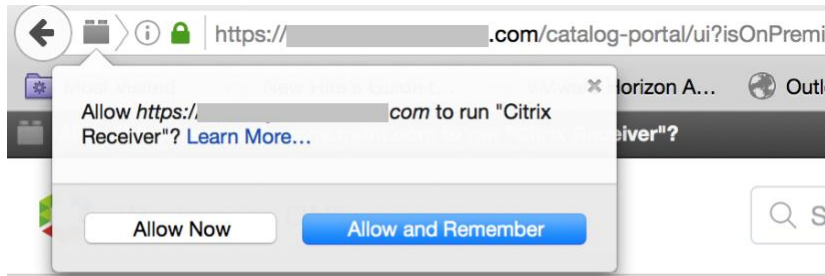 https:// .com/catalog-portal/ui?isOnPremi
Horizon A... Outl
Allow https:/ com to run "Citrix
Receiver"? Learn More...
eiver"?
Allow Now Allow and Remember
S